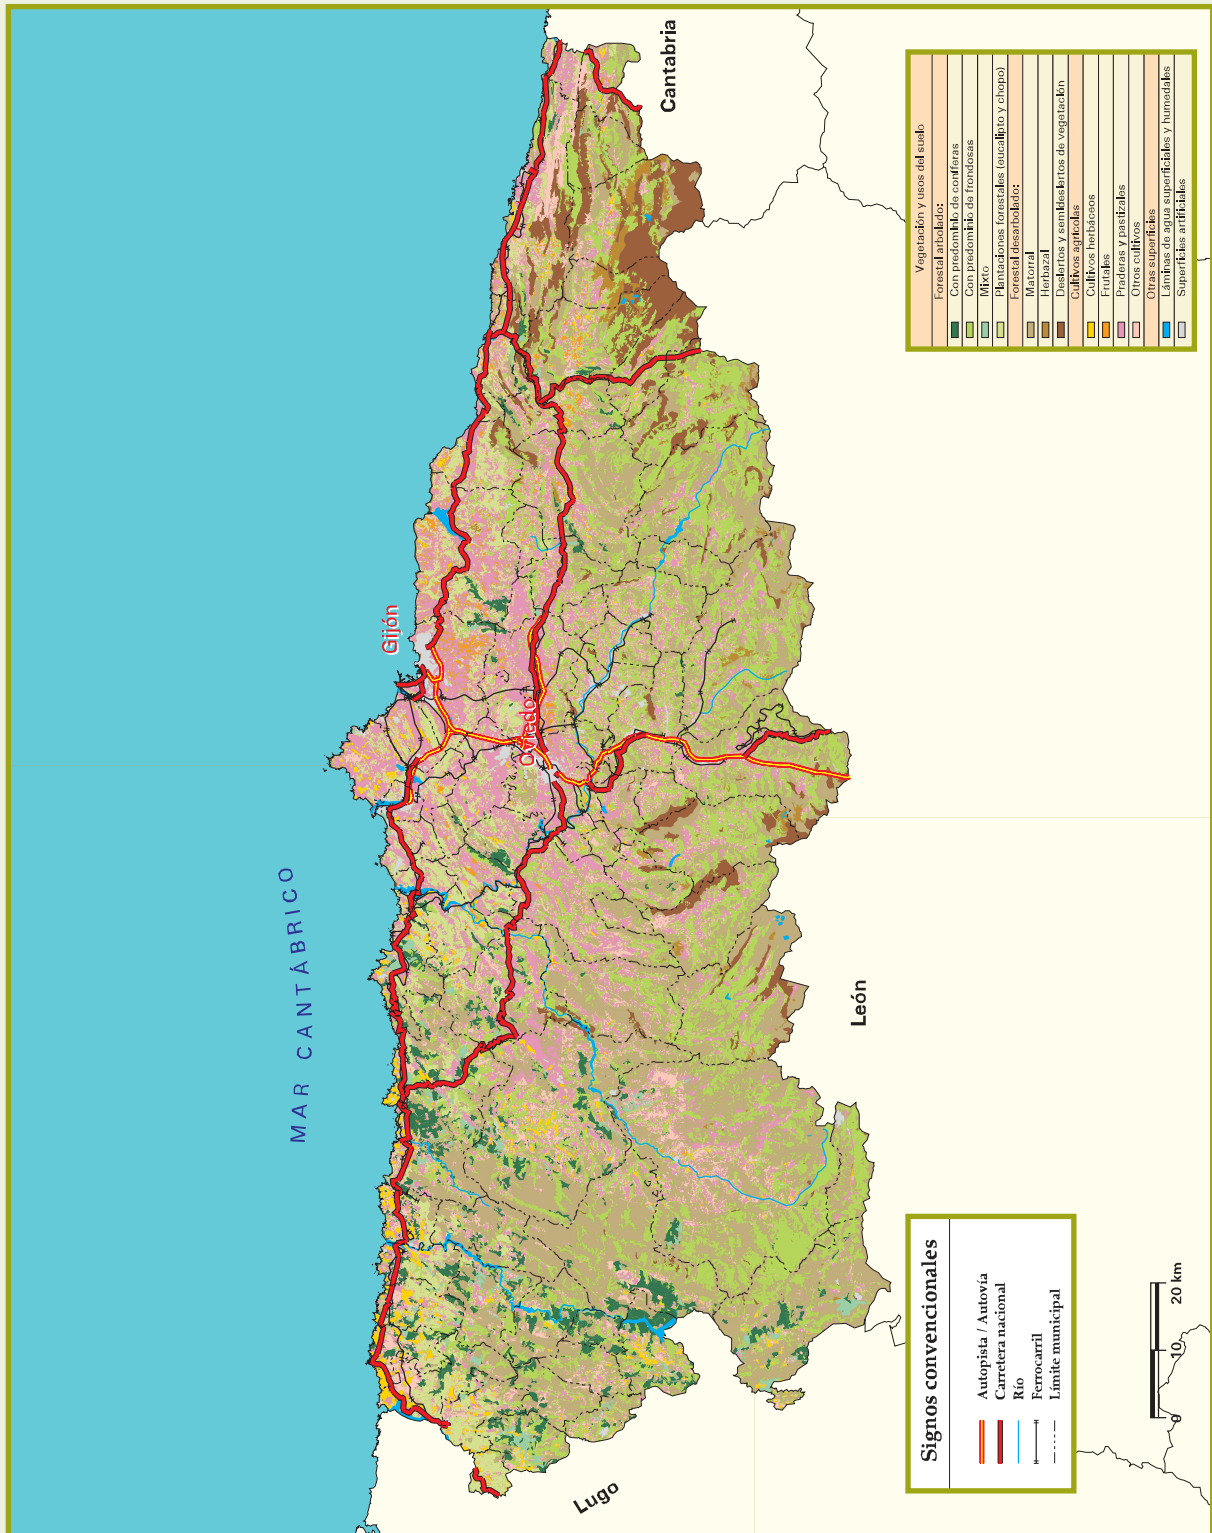 MAR CANTÁBRICO
Gijón
Oviedo
Cantabria
León
Lugo
Signos convencionales
Autopista / Autovía
Carretera nacional
Río
Ferrocarril
Límite municipal
0 10 20 km
Vegetación y usos del suelo
Forestal arbolado:
Con predominio de coníferas
Con predominio de frondosas
Mixto
Plantaciones forestales (eucalipto y chopo)
Forestal desarbolado:
Matorral
Herbazal
Desiertos y semidesiertos de vegetación
Cultivos agrícolas
Cultivos herbáceos
Frutales
Praderas y pastizales
Otros cultivos
Otras superficies
Láminas de agua superficiales y humedales
Superficies artificiales